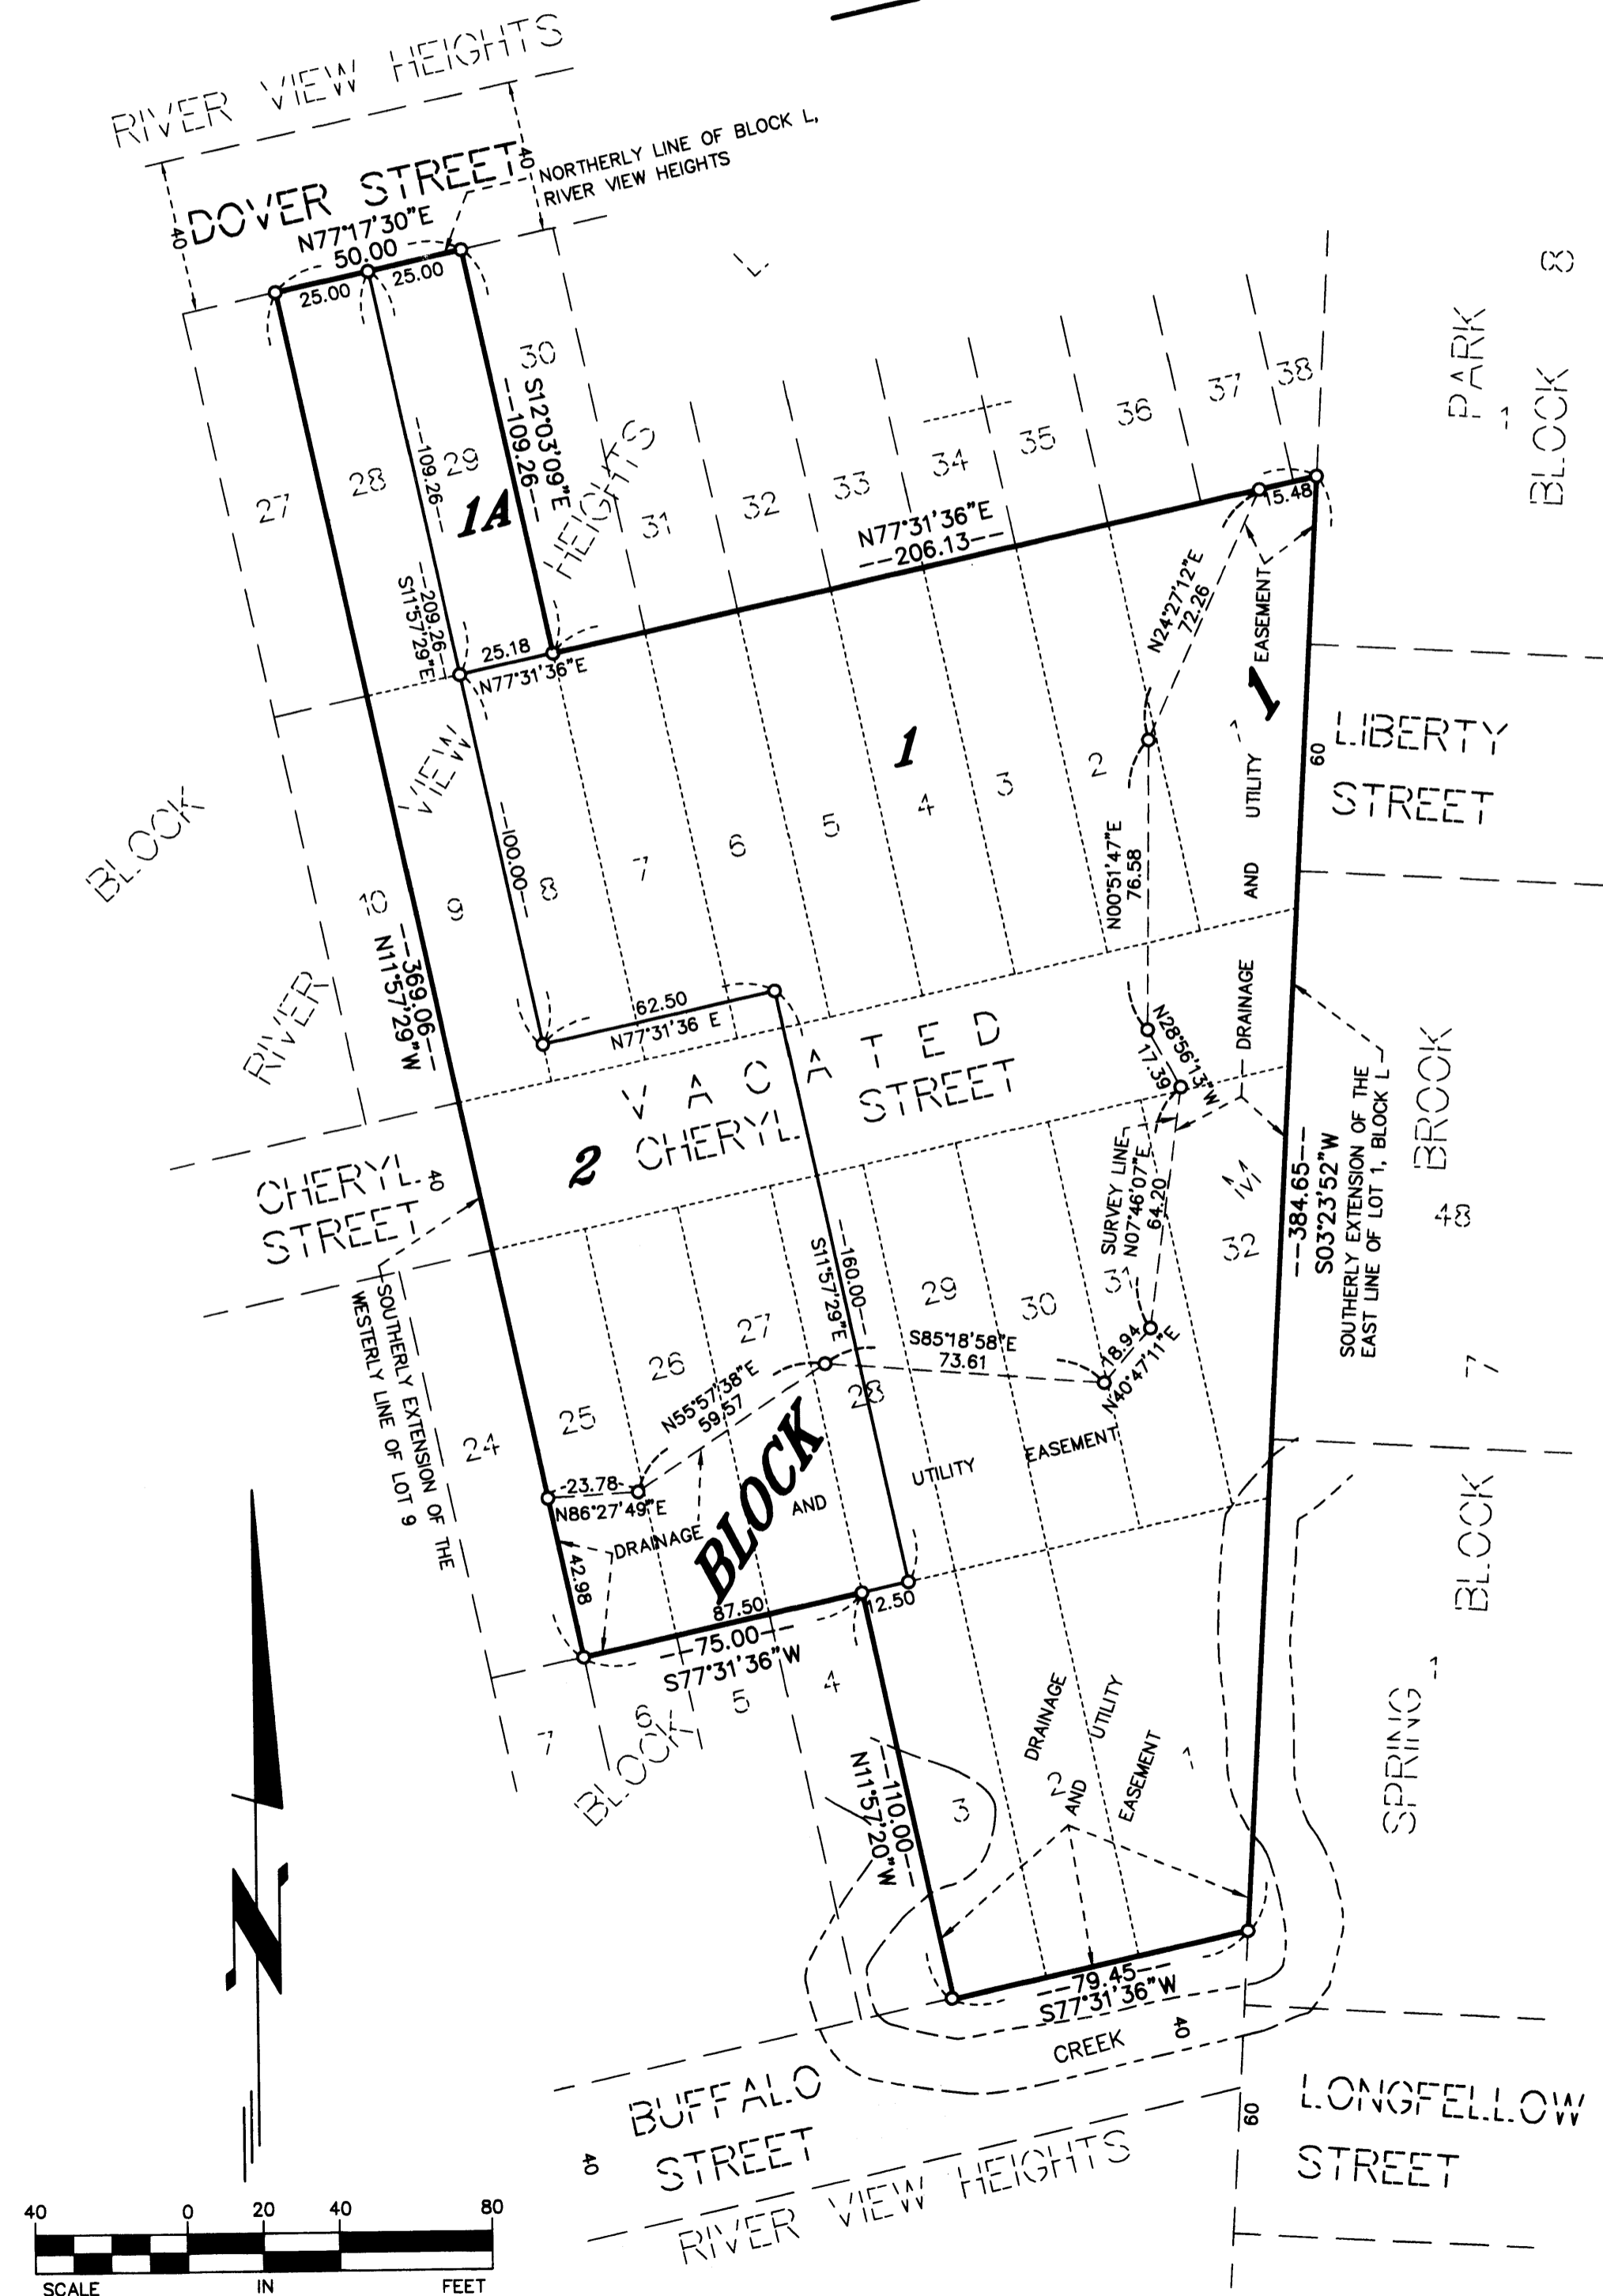 RIVER VIEW HEIGHTS
40
DOVER STREET
40
NORTHERLY LINE OF BLOCK L,
RIVER VIEW HEIGHTS
N77°17'30"E
50.00
25.00
25.00
L
30
S12°03'09"E
--109.26--
HEIGHTS
27
28
29
--109.26--
1A
31
32
33
34
35
36
37
38
PARK
1
BLOCK 8
N77°31'36"E
--206.13--
15.48
N24°27'12"E
72.26
EASEMENT
1
--209.26--
S11°57'29"E
25.18
N77°31'36"E
VIEW
--100.00--
1
60
LIBERTY
STREET
1
UTILITY
AND
DRAINAGE
2
3
4
5
6
7
8
9
10
BLOCK
RIVER
--369.06--
N11°57'29"W
N00°51'47"E
76.58
62.50
N77°31'36 E
VACATED
CHERYL STREET
2
N28°56'13"W
17.39
CHERYL
STREET
40
SURVEY LINE
N07°46'07"E
64.20
M
31
32
--384.65--
S03°23'52"W
SOUTHERLY EXTENSION OF THE
EAST LINE OF LOT 1, BLOCK L
BROOK
48
7
SOUTHERLY EXTENSION OF THE
WESTERLY LINE OF LOT 9
24
25
26
27
28
29
30
--160.00--
S11°57'29"E
S85°18'58"E
73.61
18.94
N40°47'11"E
N55°57'38"E
59.57
-23.78-
N86°27'49"E
42.98
DRAINAGE
AND
UTILITY
EASEMENT
BLOCK
87.50
12.50
--75.00--
S77°31'36"W
BLOCK
1
SPRING
7
6
5
4
3
2
1
BLOCK
--110.00--
N11°57'20"W
DRAINAGE
AND
UTILITY
EASEMENT
--79.45--
S77°31'36"W
CREEK
40
BUFFALO
STREET
40
60
LONGFELLOW
STREET
RIVER VIEW HEIGHTS
N
40 0 20 40 80
SCALE IN FEET